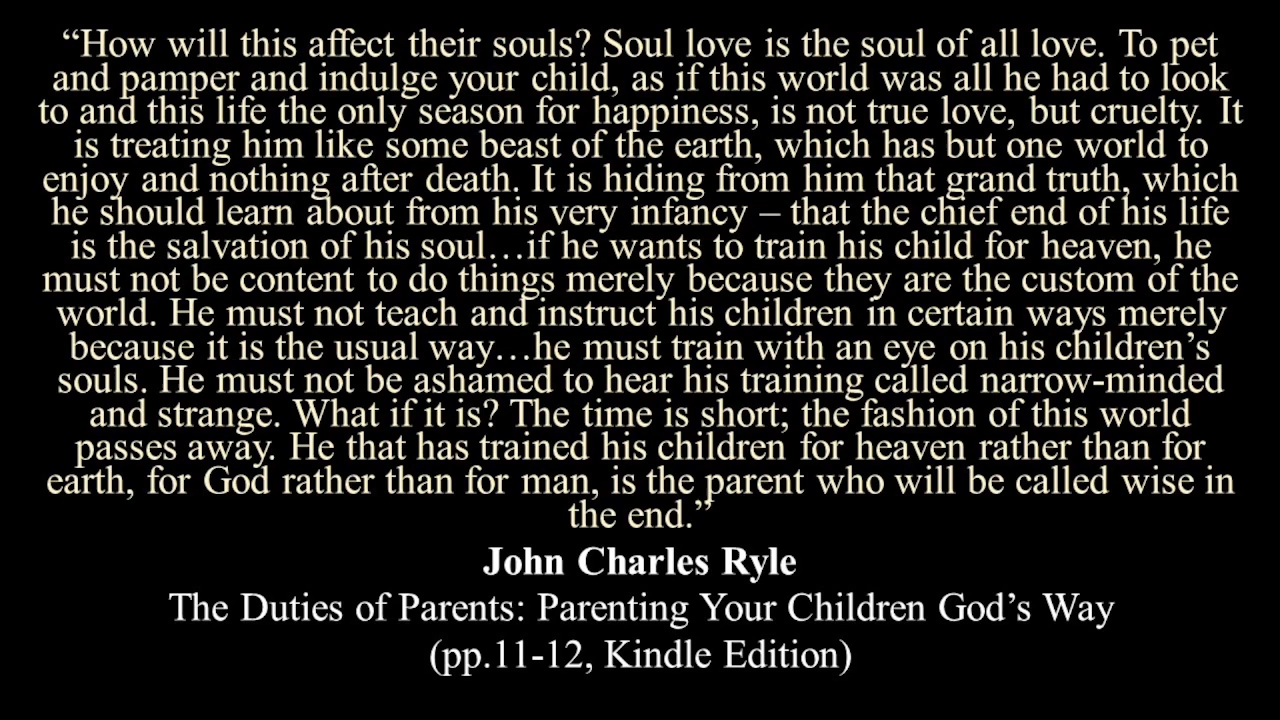 “How will this affect their souls? Soul love is the soul of all love. To pet
and pamper and indulge your child, as if this world was all he had to look
to and this life the only season for happiness, is not true love, but cruelty. It
is treating him like some beast of the earth, which has but one world to
enjoy and nothing after death. It is hiding from him that grand truth, which
he should learn about from his very infancy – that the chief end of his life
is the salvation of his soul…if he wants to train his child for heaven, he
must not be content to do things merely because they are the custom of the
world. He must not teach and instruct his children in certain ways merely
because it is the usual way…he must train with an eye on his children’s
souls. He must not be ashamed to hear his training called narrow-minded
and strange. What if it is? The time is short; the fashion of this world
passes away. He that has trained his children for heaven rather than for
earth, for God rather than for man, is the parent who will be called wise in
the end.”
John Charles Ryle
The Duties of Parents: Parenting Your Children God’s Way
(pp.11-12, Kindle Edition)